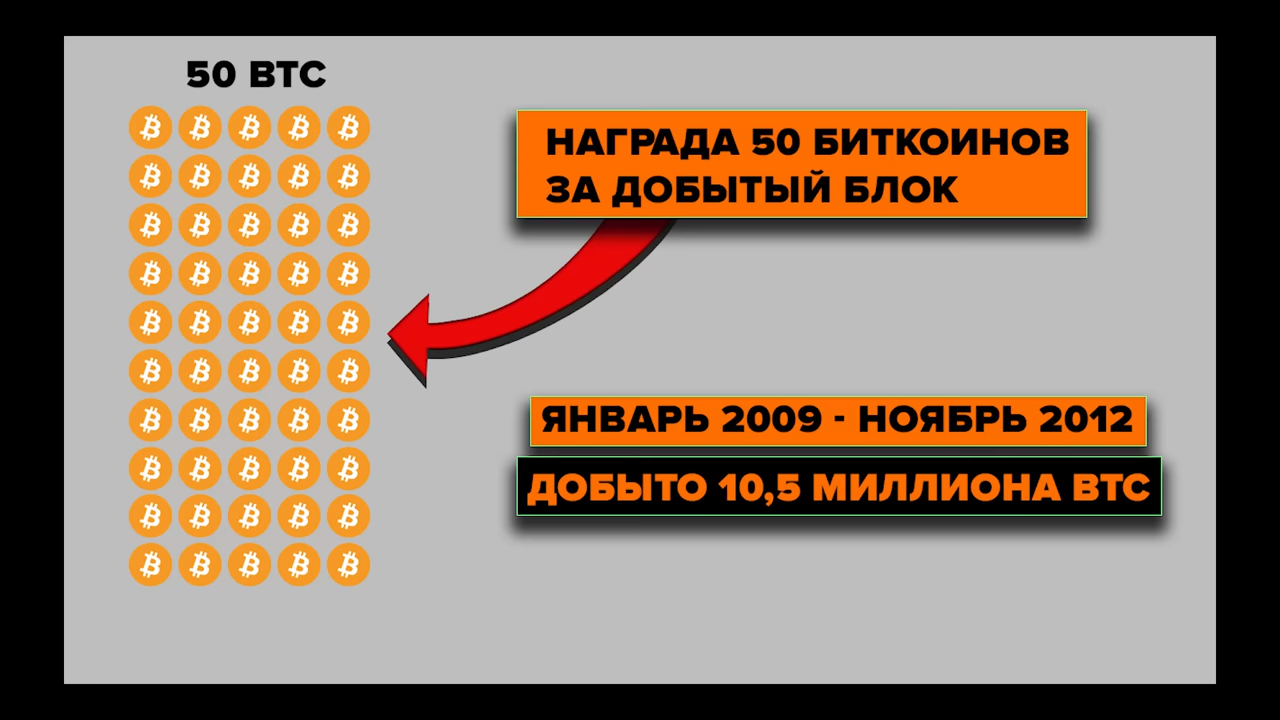 50 BTC
НАГРАДА 50 БИТКОИНОВ
ЗА ДОБЫТЫЙ БЛОК
ЯНВАРЬ 2009 - НОЯБРЬ 2012
ДОБЫТО 10,5 МИЛЛИОНА BTC